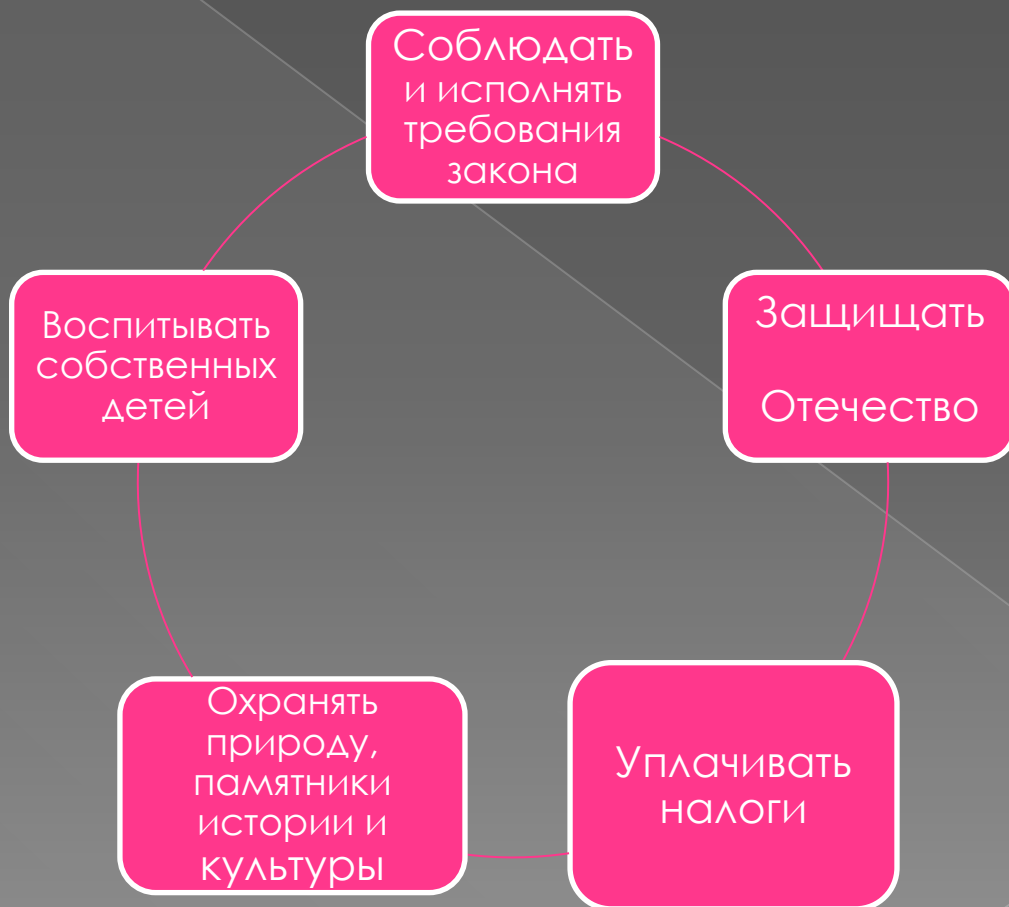 Соблюдать
и исполнять
требования
закона
Защищать
Отечество
Уплачивать
налоги
Охранять
природу,
памятники
истории и
культуры
Воспитывать
собственных
детей